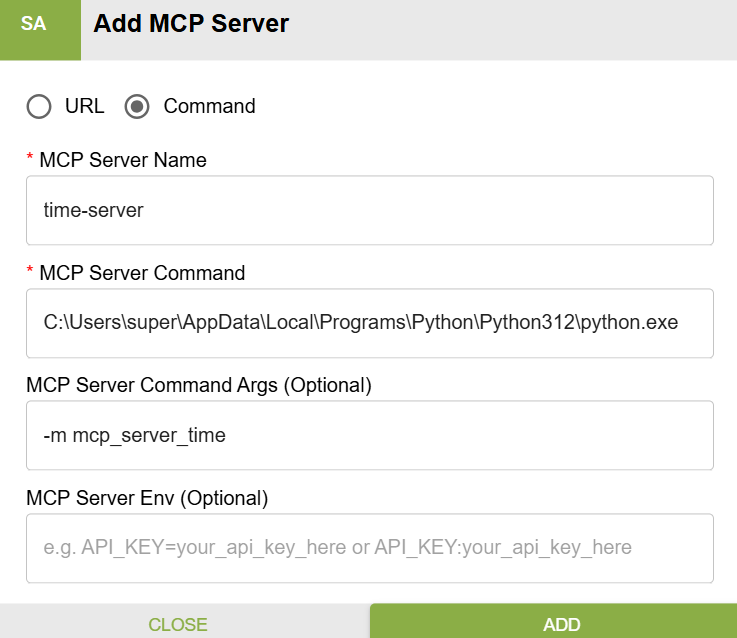 SA
Add MCP Server
URL Command
* MCP Server Name
time-server
* MCP Server Command
C:\Users\super\AppData\Local\Programs\Python\Python312\python.exe
MCP Server Command Args (Optional)
-m mcp_server_time
MCP Server Env (Optional)
e.g. API_KEY=your_api_key_here or API_KEY:your_api_key_here
CLOSE ADD